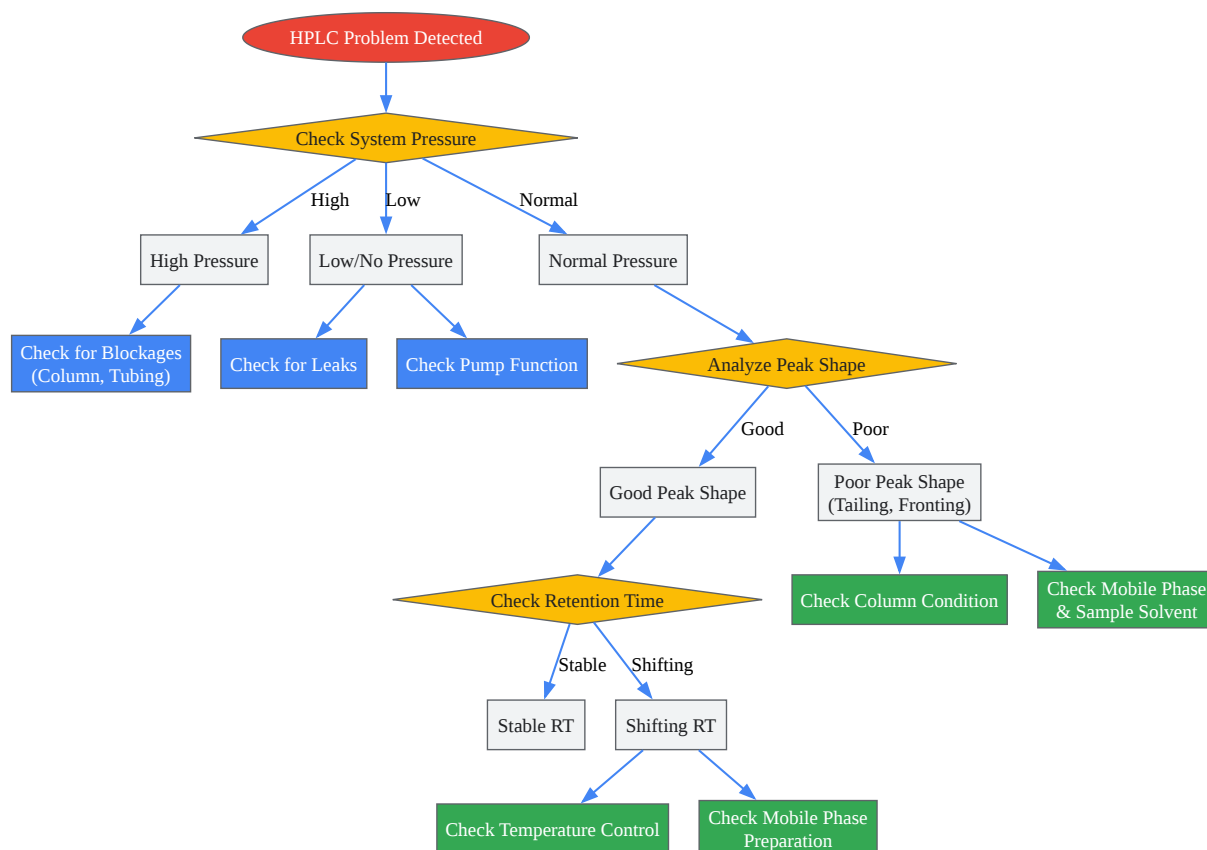 HPLC Problem Detected
Check System Pressure
High
Low
Normal
High Pressure
Low/No Pressure
Normal Pressure
Check for Blockages
(Column, Tubing)
Check for Leaks
Check Pump Function
Analyze Peak Shape
Good
Poor
Good Peak Shape
Poor Peak Shape
(Tailing, Fronting)
Check Retention Time
Check Column Condition
Check Mobile Phase
& Sample Solvent
Stable
Shifting
Stable RT
Shifting RT
Check Temperature Control
Check Mobile Phase
Preparation